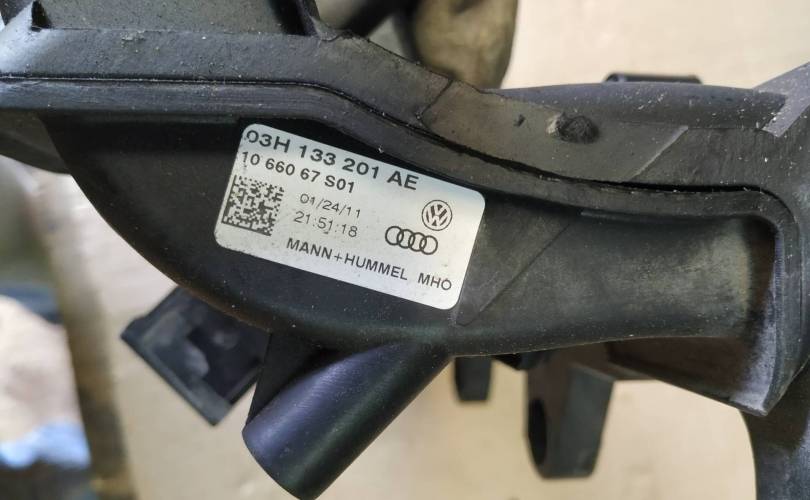 03H 133 201 AE
10 660 67 S01
01/24/11
21:51:18
MANN+HUMMEL MHO